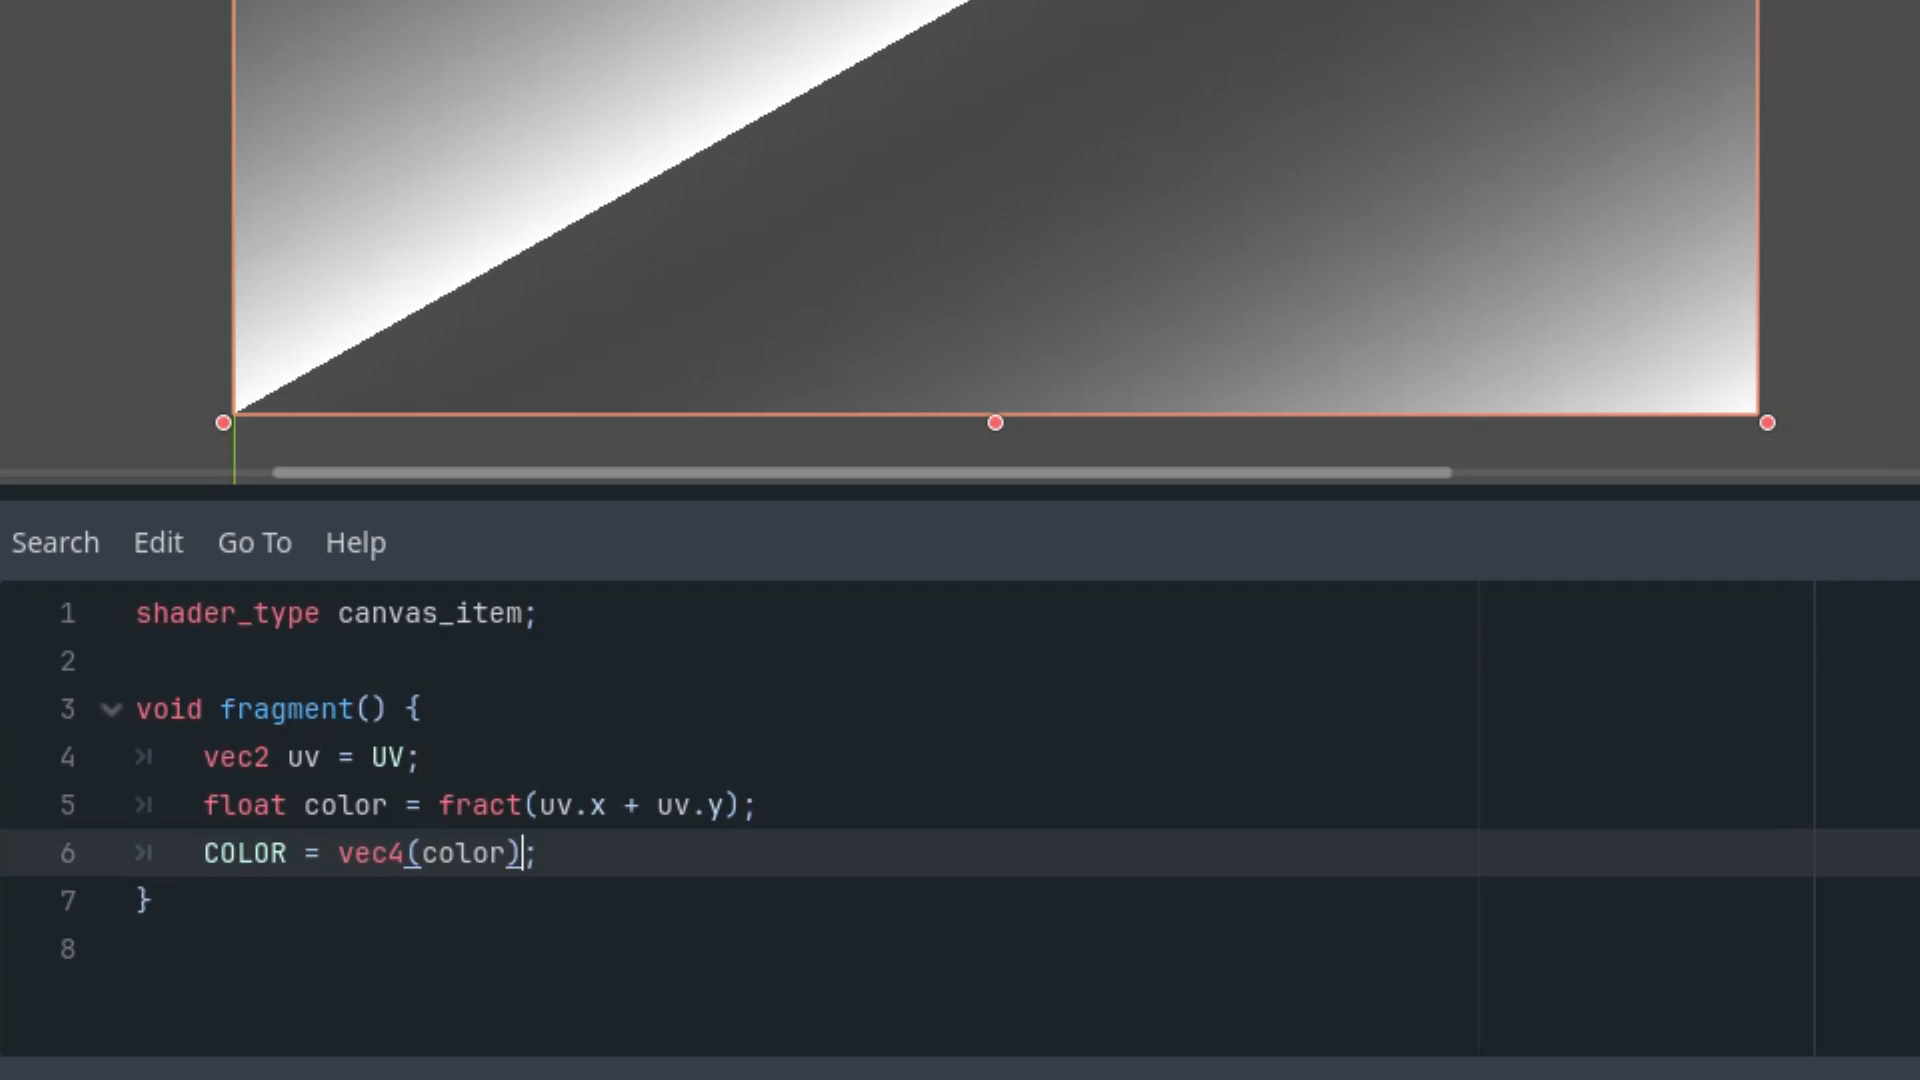 Search Edit Go To Help
1 shader_type canvas_item;
2
3 void fragment() {
4 vec2 uv = UV;
5 float color = fract(uv.x + uv.y);
6 COLOR = vec4(color);
7 }
8